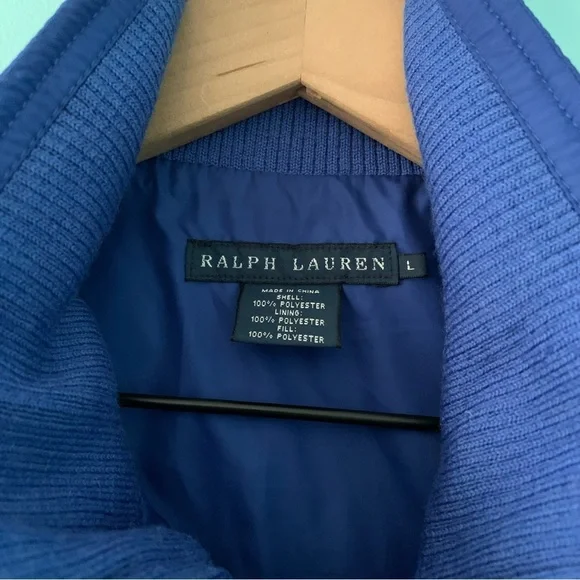 RALPH LAUREN L
MADE IN CHINA
SHELL:
100% POLYESTER
LINING:
100% POLYESTER
FILL:
100% POLYESTER